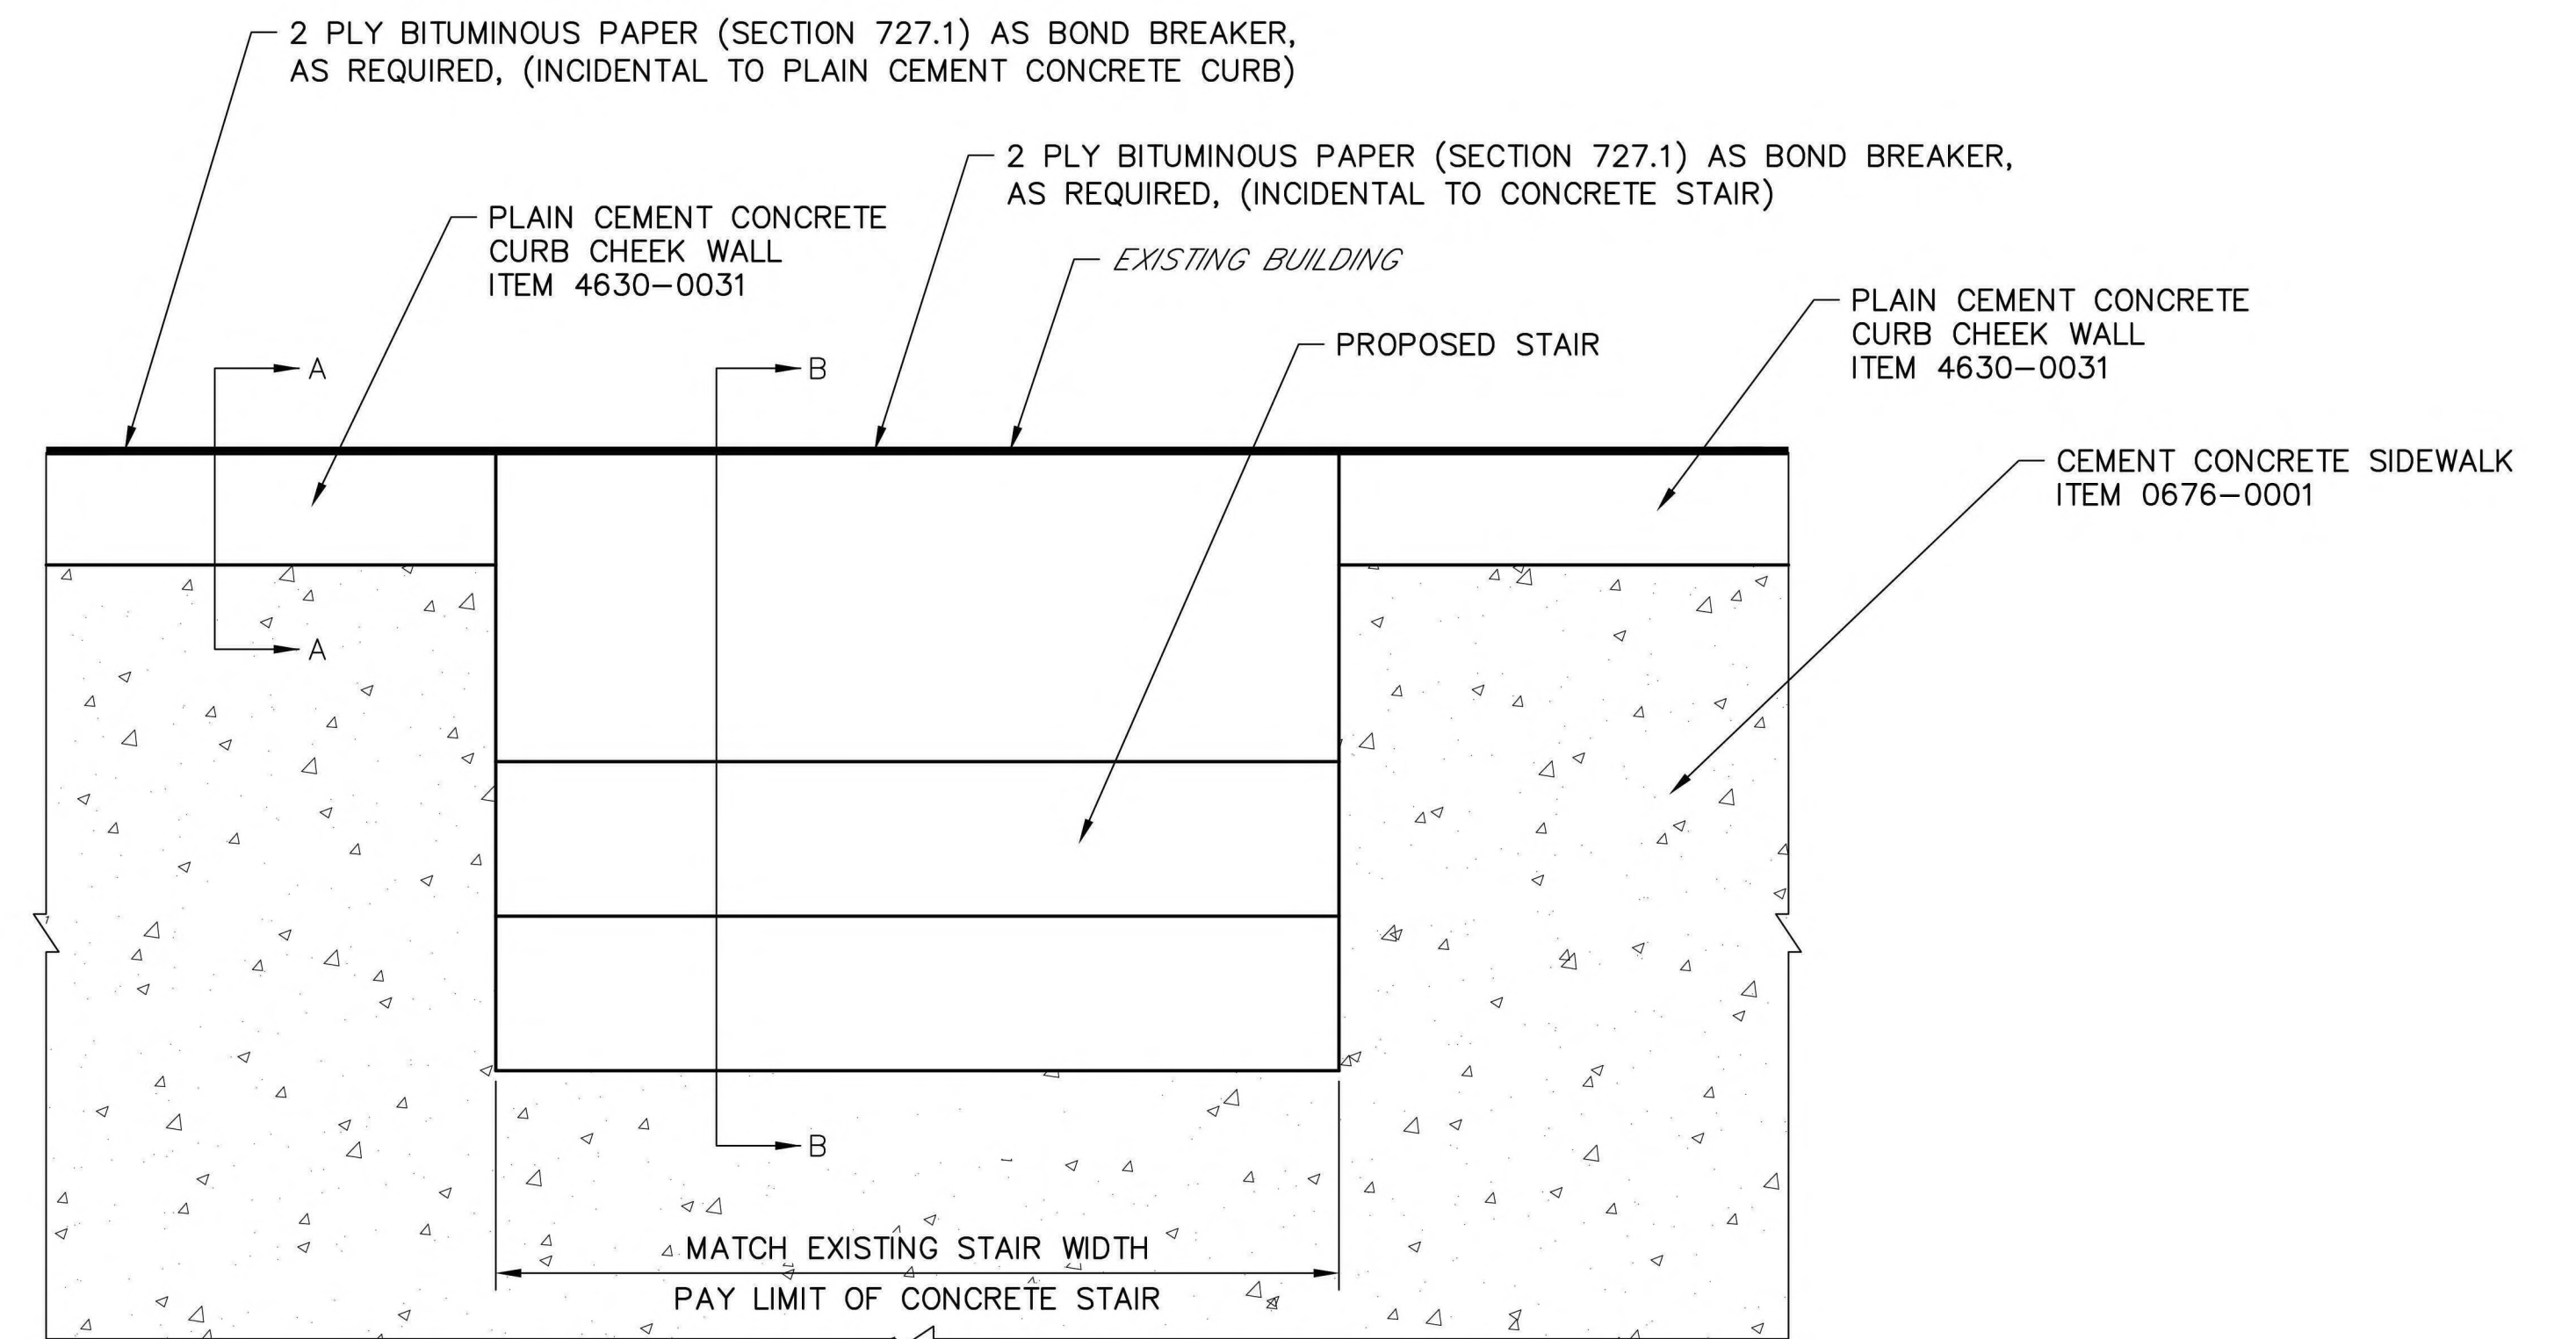 2 PLY BITUMINOUS PAPER (SECTION 727.1) AS BOND BREAKER,
AS REQUIRED, (INCIDENTAL TO PLAIN CEMENT CONCRETE CURB)
2 PLY BITUMINOUS PAPER (SECTION 727.1) AS BOND BREAKER,
AS REQUIRED, (INCIDENTAL TO CONCRETE STAIR)
PLAIN CEMENT CONCRETE
CURB CHEEK WALL
ITEM 4630-0031
EXISTING BUILDING
PROPOSED STAIR
PLAIN CEMENT CONCRETE
CURB CHEEK WALL
ITEM 4630-0031
A
B
CEMENT CONCRETE SIDEWALK
ITEM 0676-0001
A
B
MATCH EXISTING STAIR WIDTH
PAY LIMIT OF CONCRETE STAIR